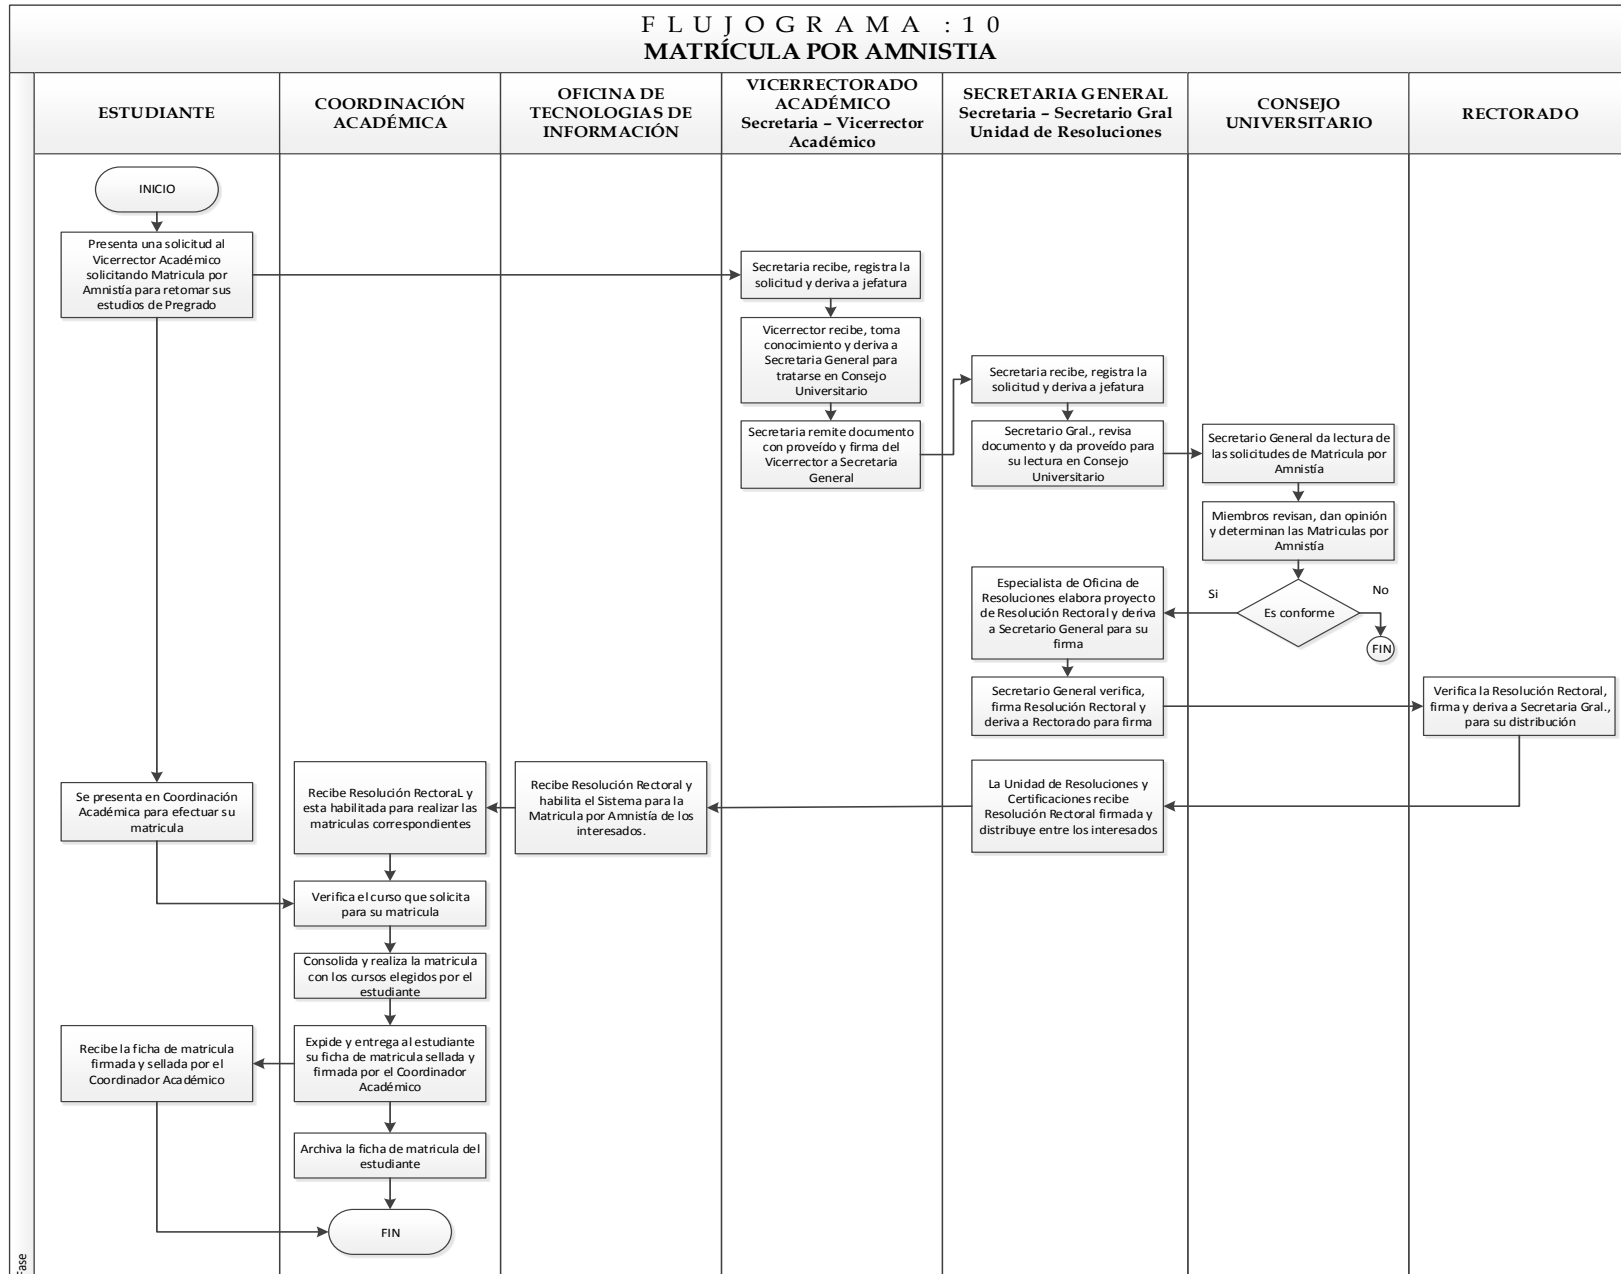 FLUJOGRAMA :10
MATRÍCULA POR AMNISTIA
ESTUDIANTE
COORDINACIÓN
ACADÉMICA
OFICINA DE
TECNOLOGIAS DE
INFORMACIÓN
VICERRECTORADO
ACADÉMICO
Secretaria – Vicerrector
Académico
SECRETARIA GENERAL
Secretaria – Secretario Gral
Unidad de Resoluciones
CONSEJO
UNIVERSITARIO
RECTORADO
INICIO
Presenta una solicitud al
Vicerrector Académico
solicitando Matricula por
Amnistía para retomar sus
estudios de Pregrado
Secretaria recibe, registra la
solicitud y deriva a jefatura
Vicerrector recibe, toma
conocimiento y deriva a
Secretaria General para
tratarse en Consejo
Universitario
Secretaria remite documento
con proveído y firma del
Vicerrector a Secretaria
General
Secretaria recibe, registra la
solicitud y deriva a jefatura
Secretario Gral., revisa
documento y da proveído para
su lectura en Consejo
Universitario
Secretario General da lectura de
las solicitudes de Matricula por
Amnistía
Miembros revisan, dan opinión
y determinan las Matriculas por
Amnistía
Es conforme
Si
No
FIN
Especialista de Oficina de
Resoluciones elabora proyecto
de Resolución Rectoral y deriva
a Secretario General para su
firma
Secretario General verifica,
firma Resolución Rectoral y
deriva a Rectorado para firma
Verifica la Resolución Rectoral,
firma y deriva a Secretaria Gral.,
para su distribución
La Unidad de Resoluciones y
Certificaciones recibe
Resolución Rectoral firmada y
distribuye entre los interesados
Recibe Resolución Rectoral y
habilita el Sistema para la
Matricula por Amnistía de los
interesados.
Recibe Resolución RectoraL y
esta habilitada para realizar las
matriculas correspondientes
Se presenta en Coordinación
Académica para efectuar su
matricula
Verifica el curso que solicita
para su matricula
Consolida y realiza la matricula
con los cursos elegidos por el
estudiante
Expide y entrega al estudiante
su ficha de matricula sellada y
firmada por el Coordinador
Académico
Recibe la ficha de matricula
firmada y sellada por el
Coordinador Académico
Archiva la ficha de matricula del
estudiante
FIN
Fase